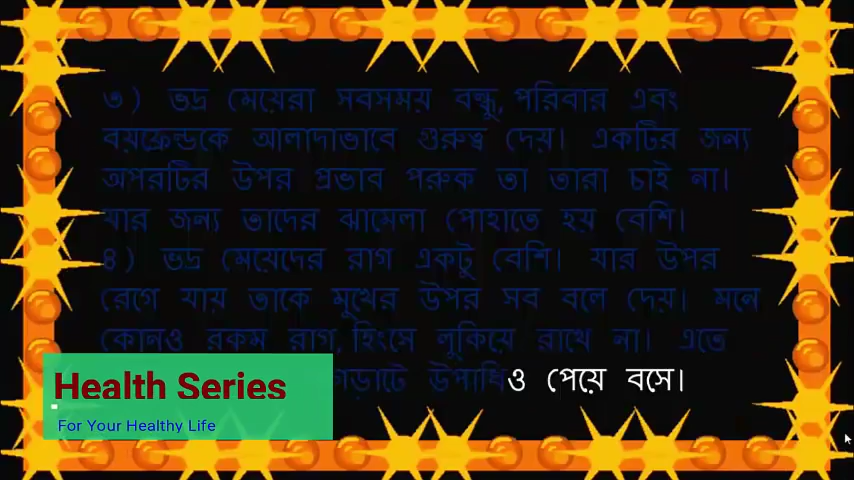 ৩) ভদ্র মেয়েরা সবসময় বন্ধু, পরিবার এবং
বয়ফ্রেন্ডকে আলাদাভাবে গুরুত্ব দেয়। একটির জন্য
অপরটির উপর প্রভাব পরুক তা তারা চাই না।
যার জন্য তাদের ঝামেলা পোহাতে হয় বেশি।
৪) ভদ্র মেয়েদের রাগ একটু বেশি। যার উপর
রেগে যায় তাকে মুখের উপর সব বলে দেয়। মনে
কোনও রকম রাগ, হিংসে লুকিয়ে রাখে না। এতে
উপাধিও পেয়ে বসে।
Health Series
For Your Healthy Life